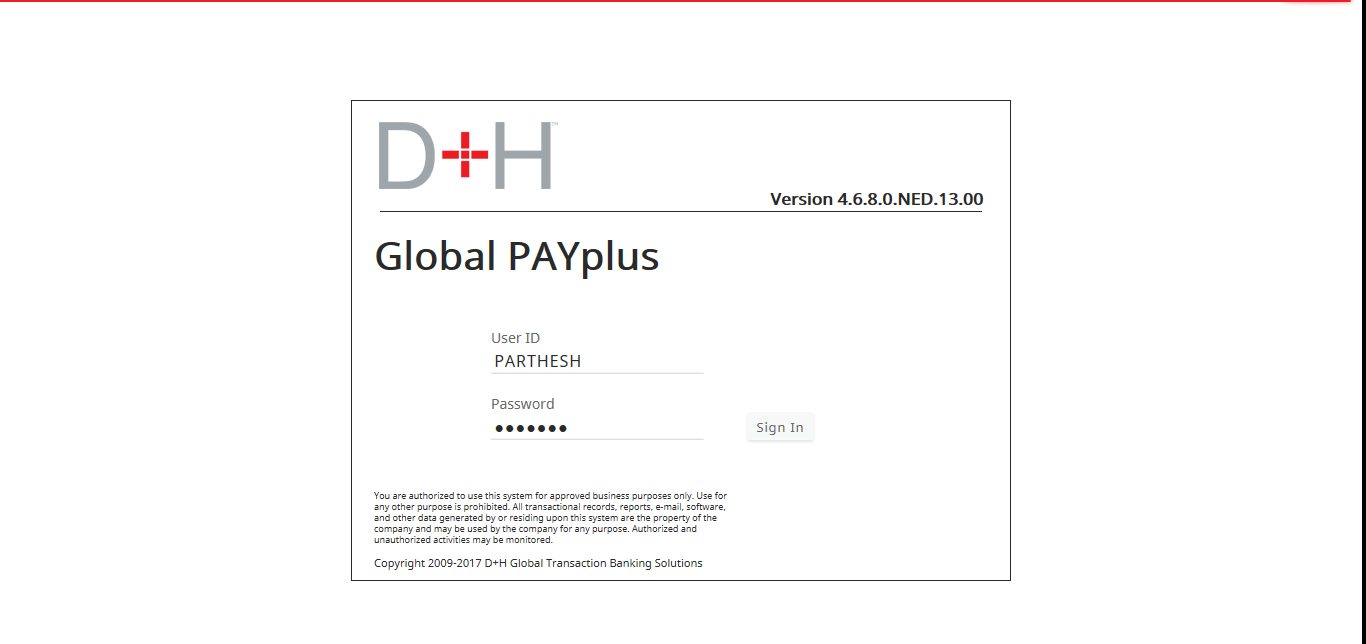 D+H™
Version 4.6.8.0.NED.13.00
Global PAYplus
User ID
PARTHESH
Password
•••••••
Sign In
You are authorized to use this system for approved business purposes only. Use for
any other purpose is prohibited. All transactional records, reports, e-mail, software,
and other data generated by or residing upon this system are the property of the
company and may be used by the company for any purpose. Authorized and
unauthorized activities may be monitored.
Copyright 2009-2017 D+H Global Transaction Banking Solutions